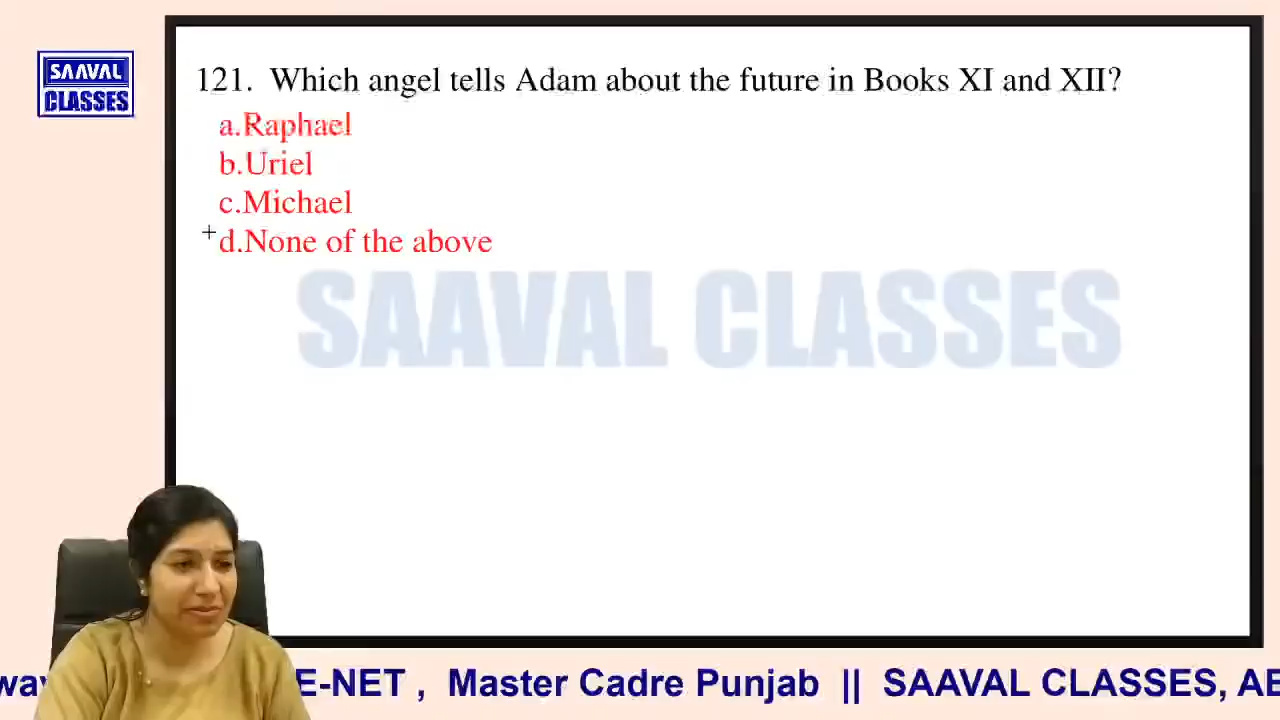 SAAVAL
CLASSES
121. Which angel tells Adam about the future in Books XI and XII?
a.Raphael
b.Uriel
c.Michael
d.None of the above
SAAVAL CLASSES
E-NET , Master Cadre Punjab || SAAVAL CLASSES,